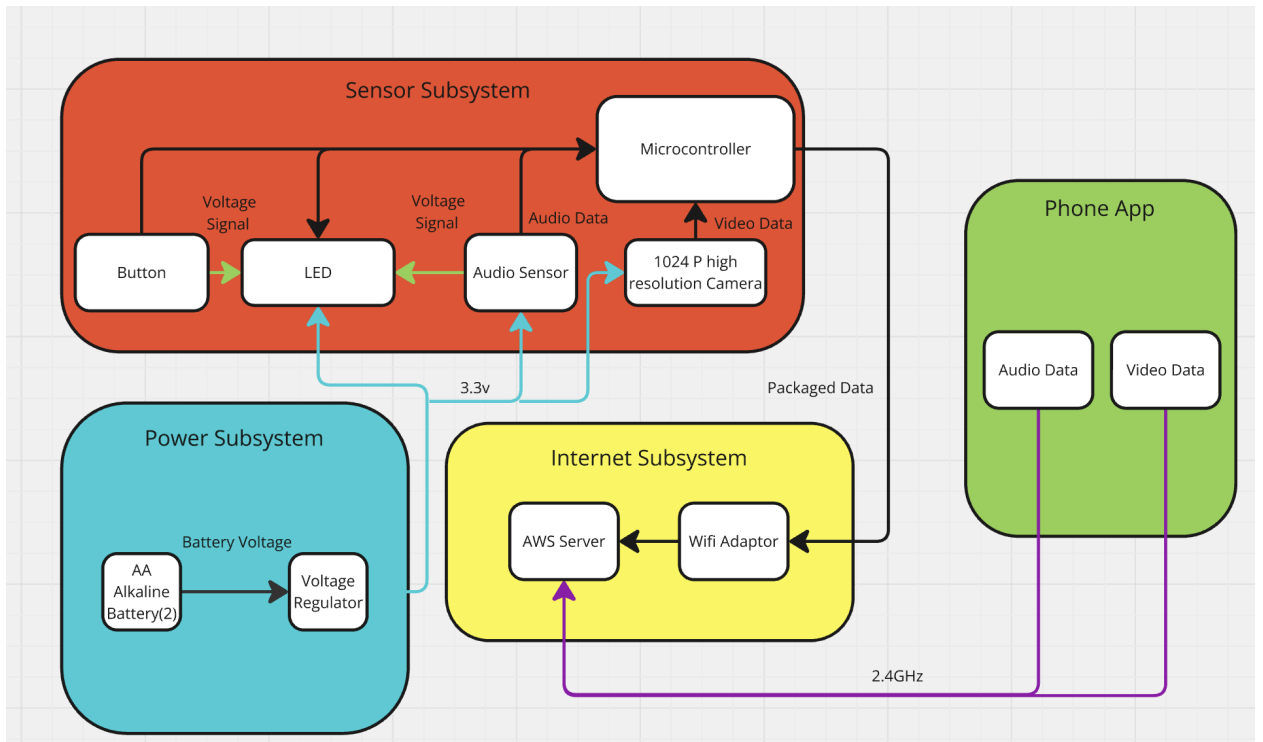 Sensor Subsystem
Microcontroller
Voltage
Signal
Voltage
Signal
Audio Data
Video Data
Button
LED
Audio Sensor
1024 P high
resolution Camera
3.3v
Packaged Data
Phone App
Audio Data
Video Data
Power Subsystem
Battery Voltage
AA
Alkaline
Battery(2)
Voltage
Regulator
Internet Subsystem
AWS Server
Wifi Adaptor
2.4GHz